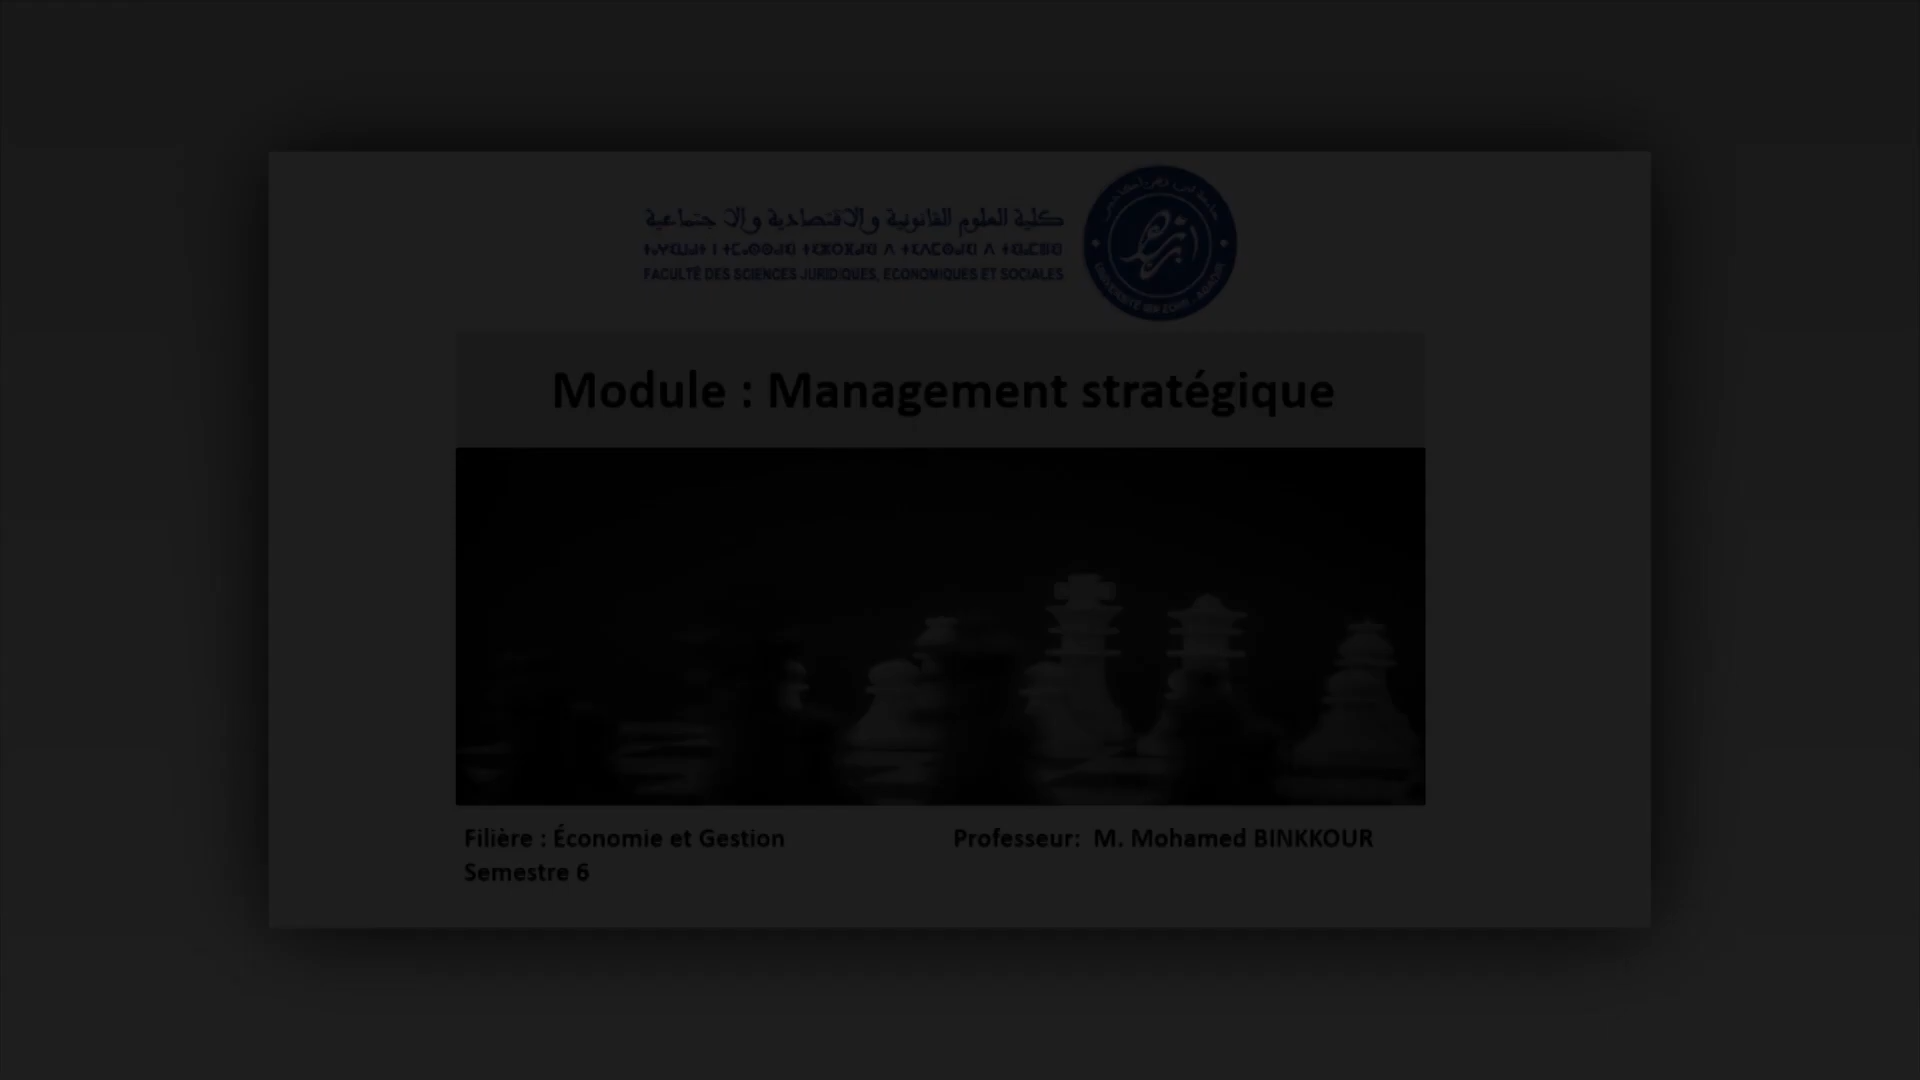 كلية العلوم القانونية والاقتصادية والاجتماعية
FACULTÉ DES SCIENCES JURIDIQUES, ECONOMIQUES ET SOCIALES
Module : Management stratégique
Filière : Économie et Gestion
Professeur: M. Mohamed BINKKOUR
Semestre 6